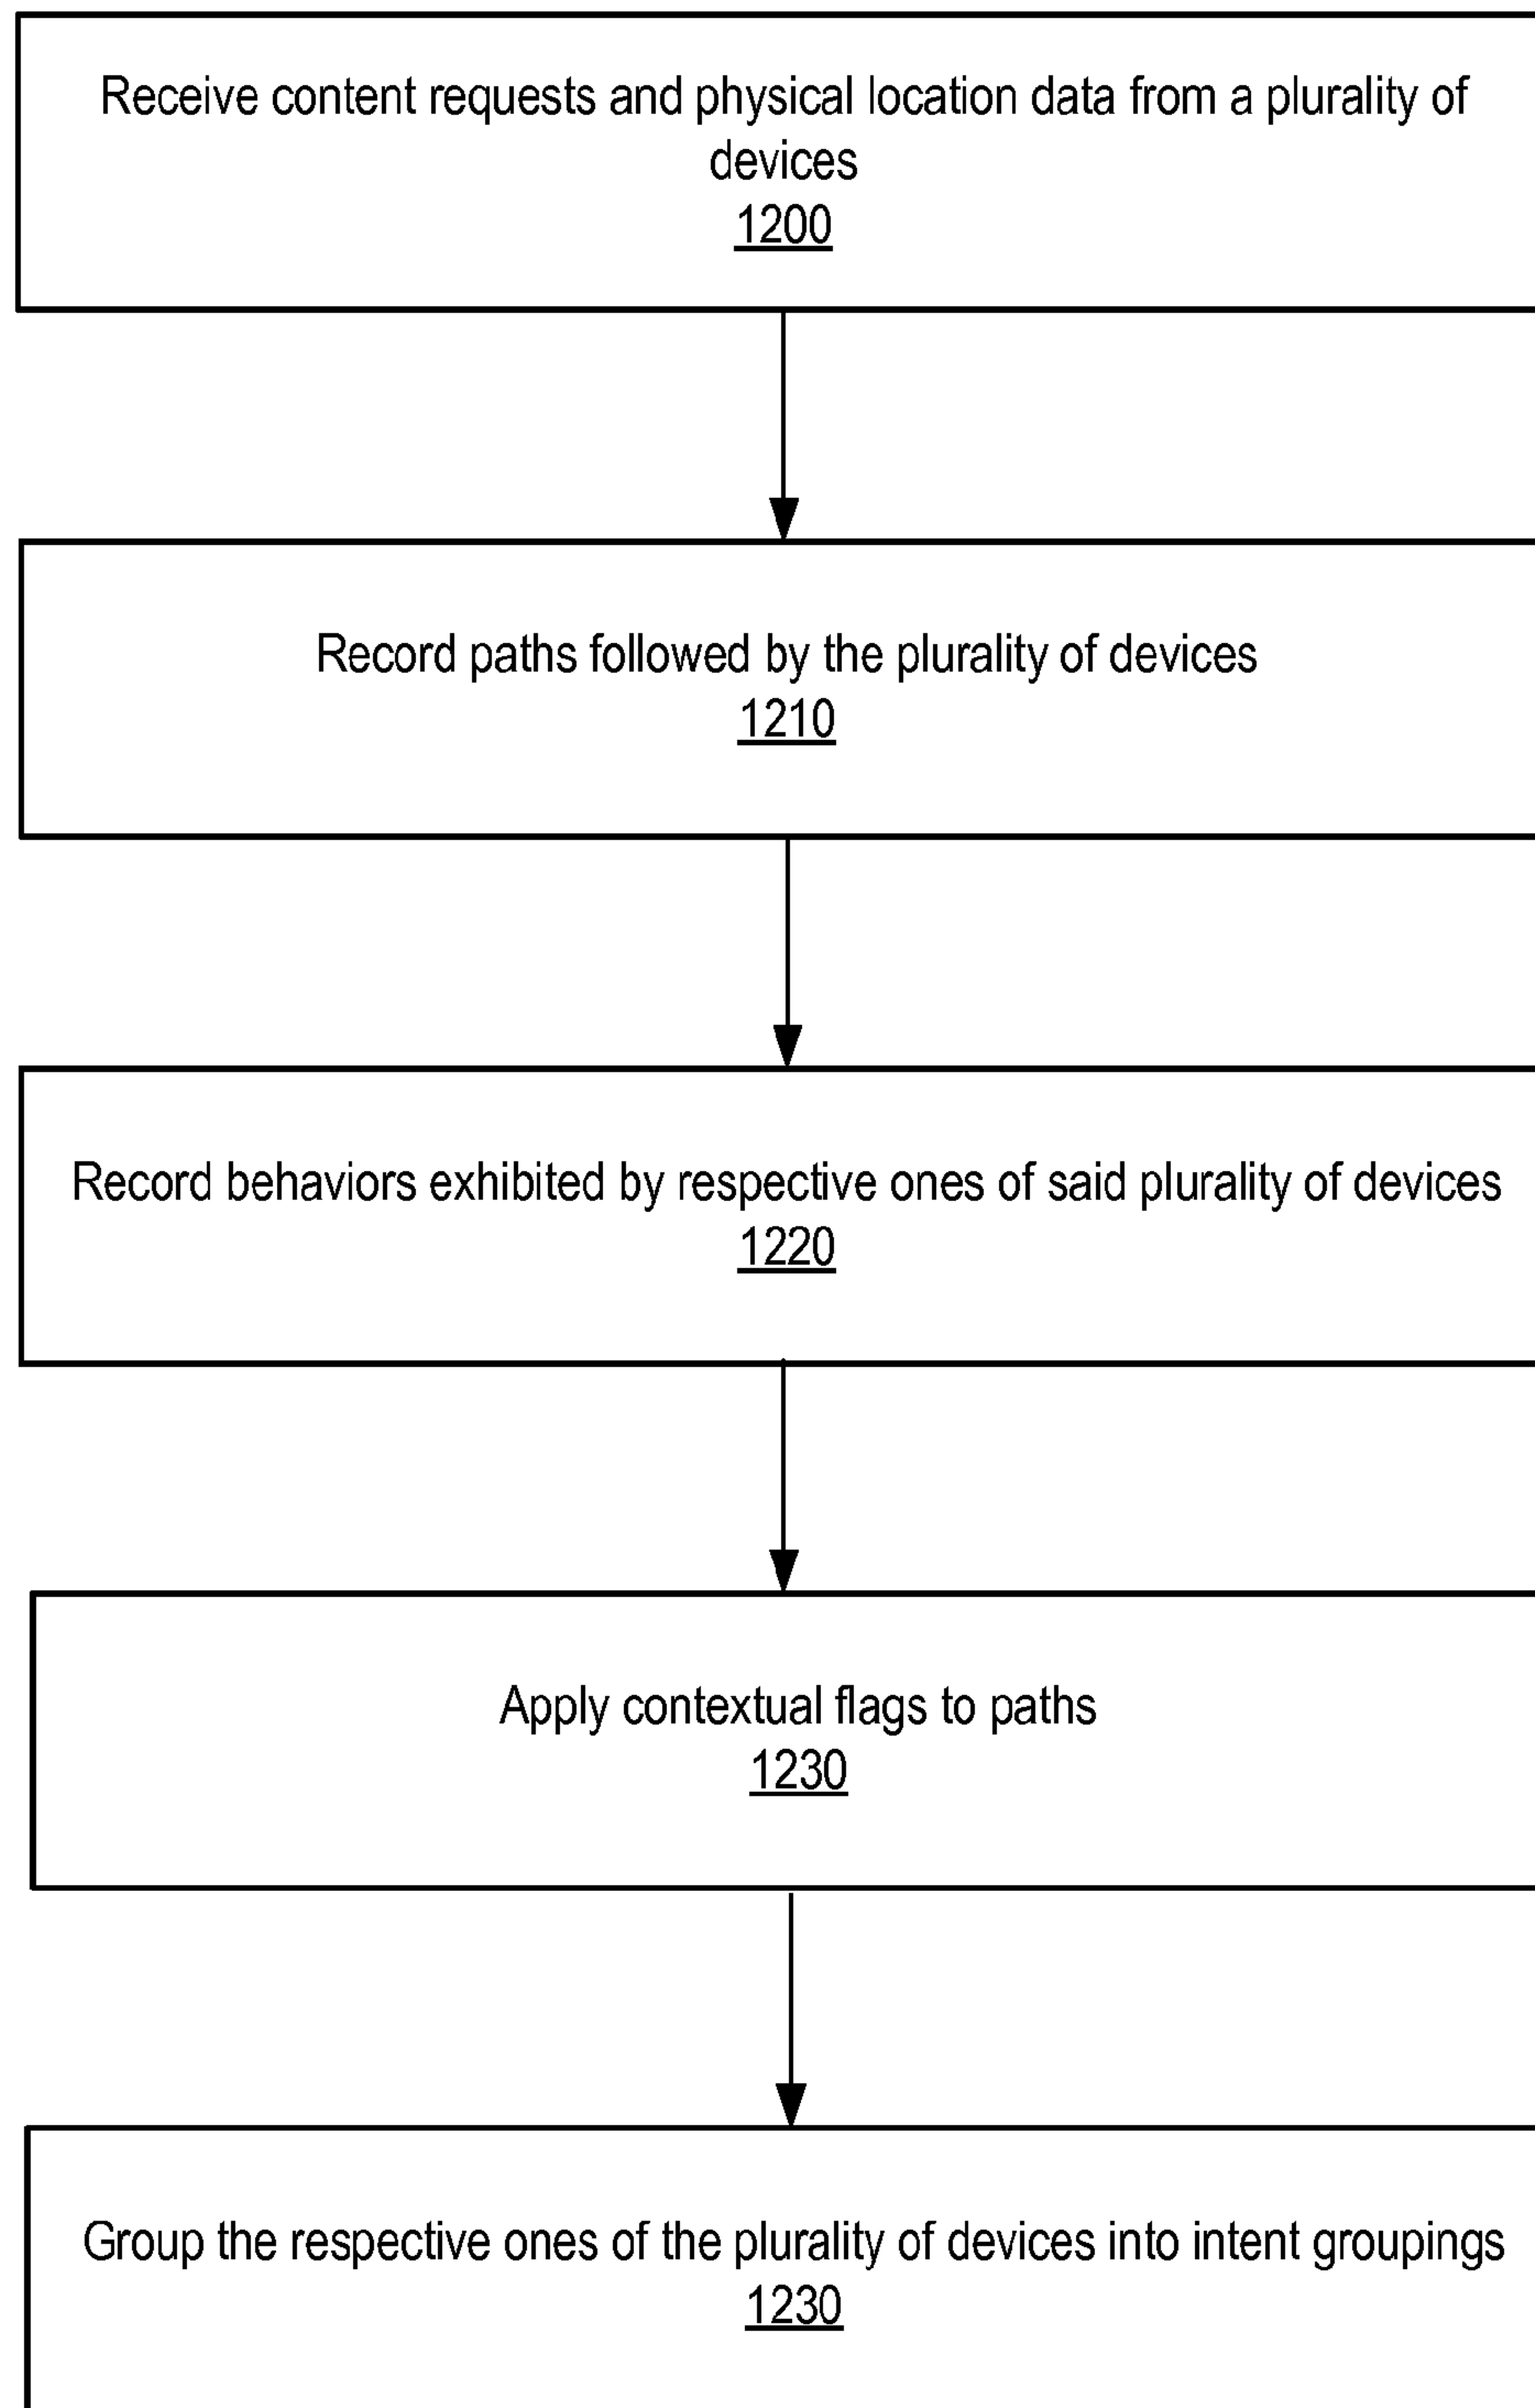 Receive content requests and physical location data from a plurality of
devices
1200
Record paths followed by the plurality of devices
1210
Record behaviors exhibited by respective ones of said plurality of devices
1220
Apply contextual flags to paths
1230
Group the respective ones of the plurality of devices into intent groupings
1230